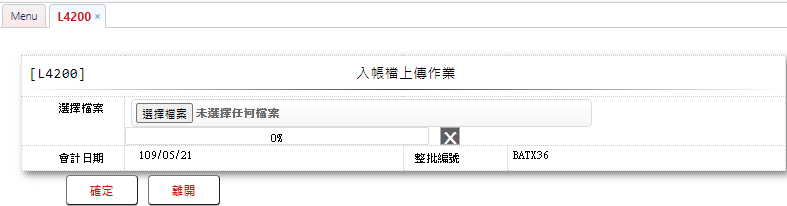 Menu L4200 ×
[L4200] 入帳檔上傳作業
選擇檔案 選擇檔案 未選擇任何檔案
0% X
會計日期 109/05/21 整批編號 BATX36
確定 離開